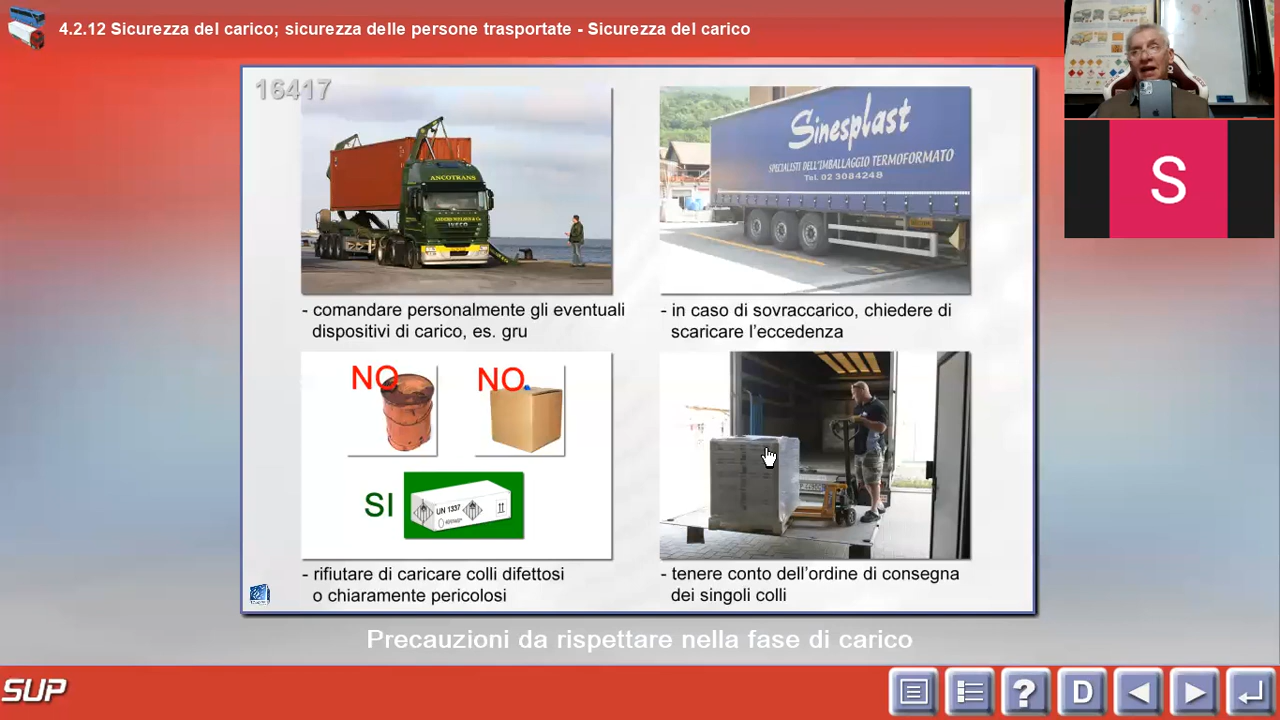 4.2.12 Sicurezza del carico; sicurezza delle persone trasportate - Sicurezza del carico
16417
ANCOTRANS
IVECO
Sinesplast
SPECIALISTI DELL'IMBALLAGGIO TERMOFORMATO
Tel. 02 3084248
- comandare personalmente gli eventuali
dispositivi di carico, es. gru
- in caso di sovraccarico, chiedere di
scaricare l'eccedenza
NO
NO
SI
UN 1337
- rifiutare di caricare colli difettosi
o chiaramente pericolosi
- tenere conto dell'ordine di consegna
dei singoli colli
Precauzioni da rispettare nella fase di carico
SUP
?
D
S